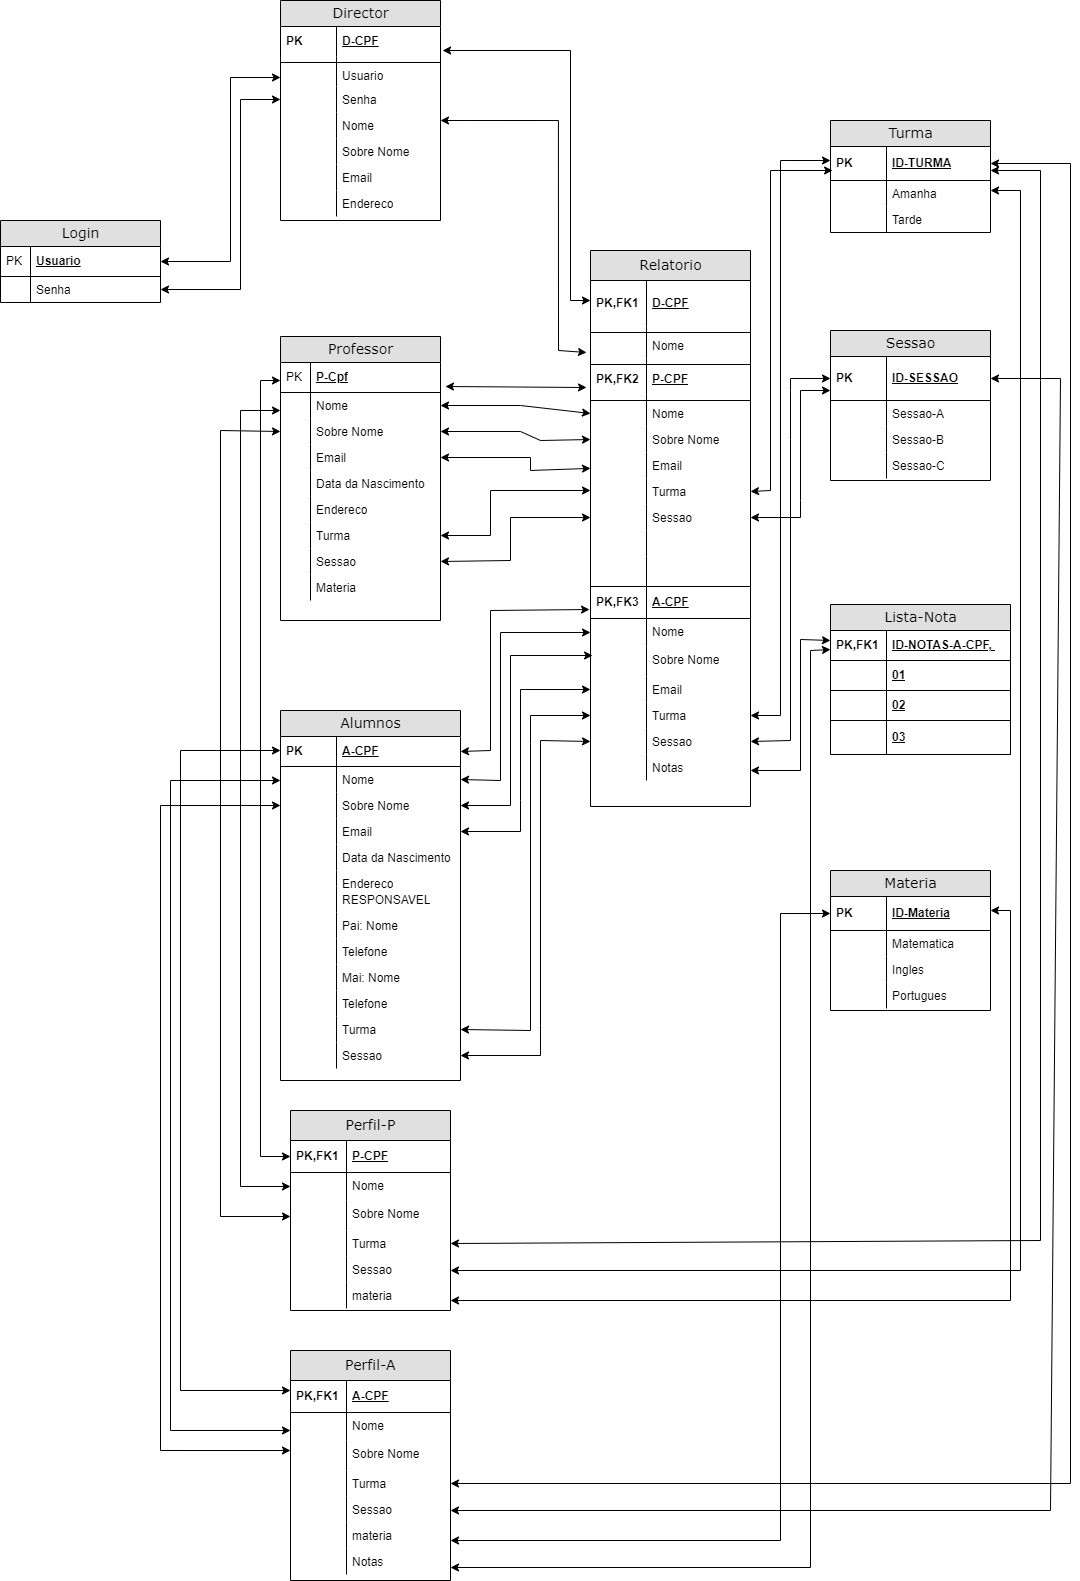 Director
PK D-CPF
Usuario
Senha
Nome
Sobre Nome
Email
Endereco
Login
PK Usuario
Senha
Professor
PK P-Cpf
Nome
Sobre Nome
Email
Data da Nascimento
Endereco
Turma
Sessao
Materia
Alumnos
PK A-CPF
Nome
Sobre Nome
Email
Data da Nascimento
Endereco
RESPONSAVEL
Pai: Nome
Telefone
Mai: Nome
Telefone
Turma
Sessao
Perfil-P
PK,FK1 P-CPF
Nome
Sobre Nome
Turma
Sessao
materia
Perfil-A
PK,FK1 A-CPF
Nome
Sobre Nome
Turma
Sessao
materia
Notas
Relatorio
PK,FK1 D-CPF
Nome
PK,FK2 P-CPF
Nome
Sobre Nome
Email
Turma
Sessao
PK,FK3 A-CPF
Nome
Sobre Nome
Email
Turma
Sessao
Notas
Turma
PK ID-TURMA
Amanha
Tarde
Sessao
PK ID-SESSAO
Sessao-A
Sessao-B
Sessao-C
Lista-Nota
PK,FK1 ID-NOTAS-A-CPF,
01
02
03
Materia
PK ID-Materia
Matematica
Ingles
Portugues